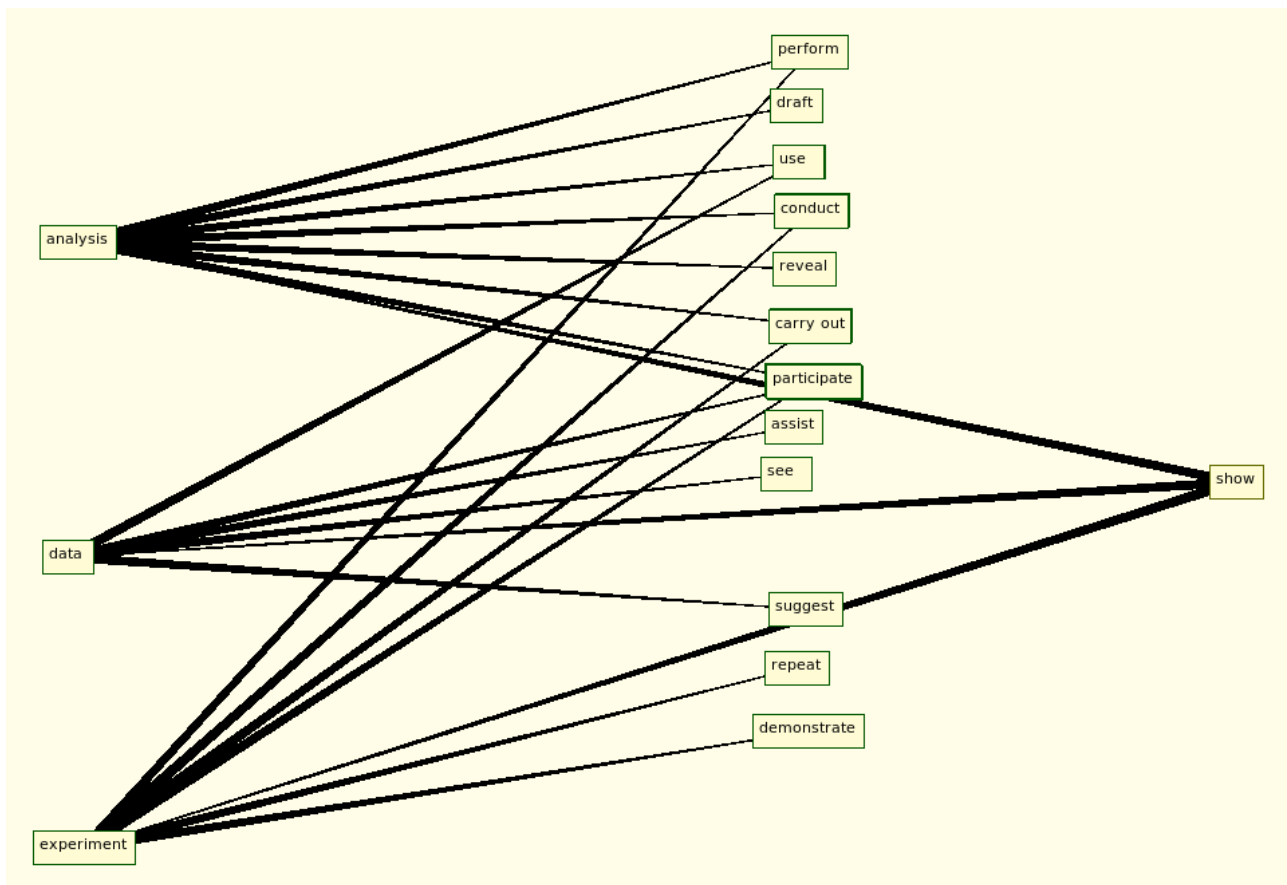 perform
draft
use
conduct
analysis
reveal
carry out
participate
assist
see
show
data
suggest
repeat
demonstrate
experiment